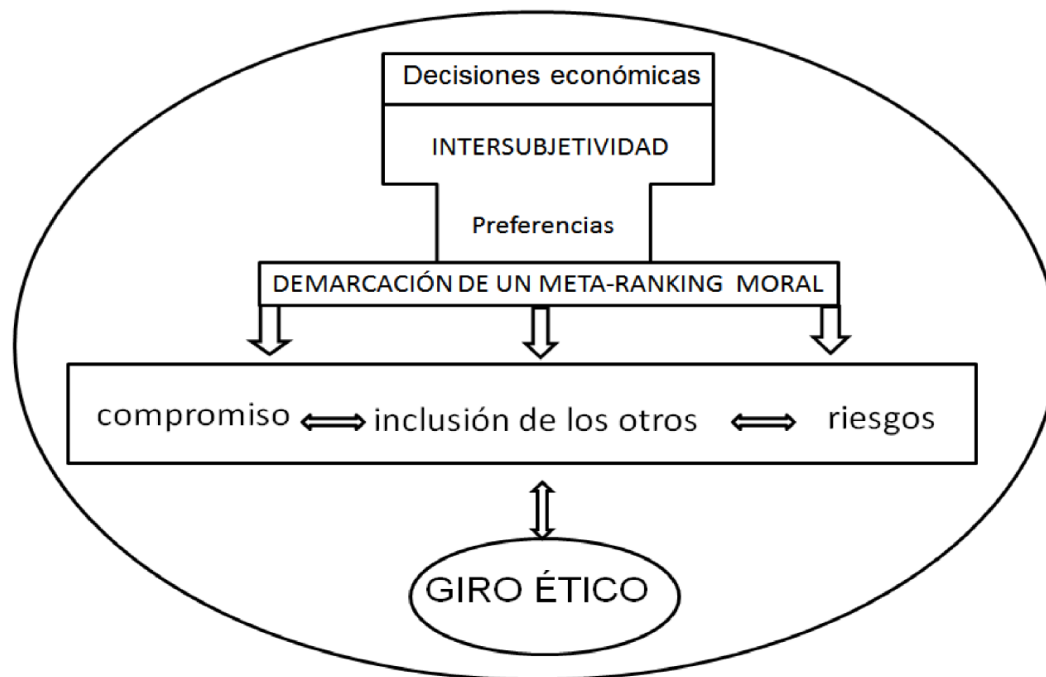 Decisiones económicas
INTERSUBJETIVIDAD
Preferencias
DEMARCACIÓN DE UN META-RANKING MORAL
compromiso inclusión de los otros riesgos
GIRO ÉTICO